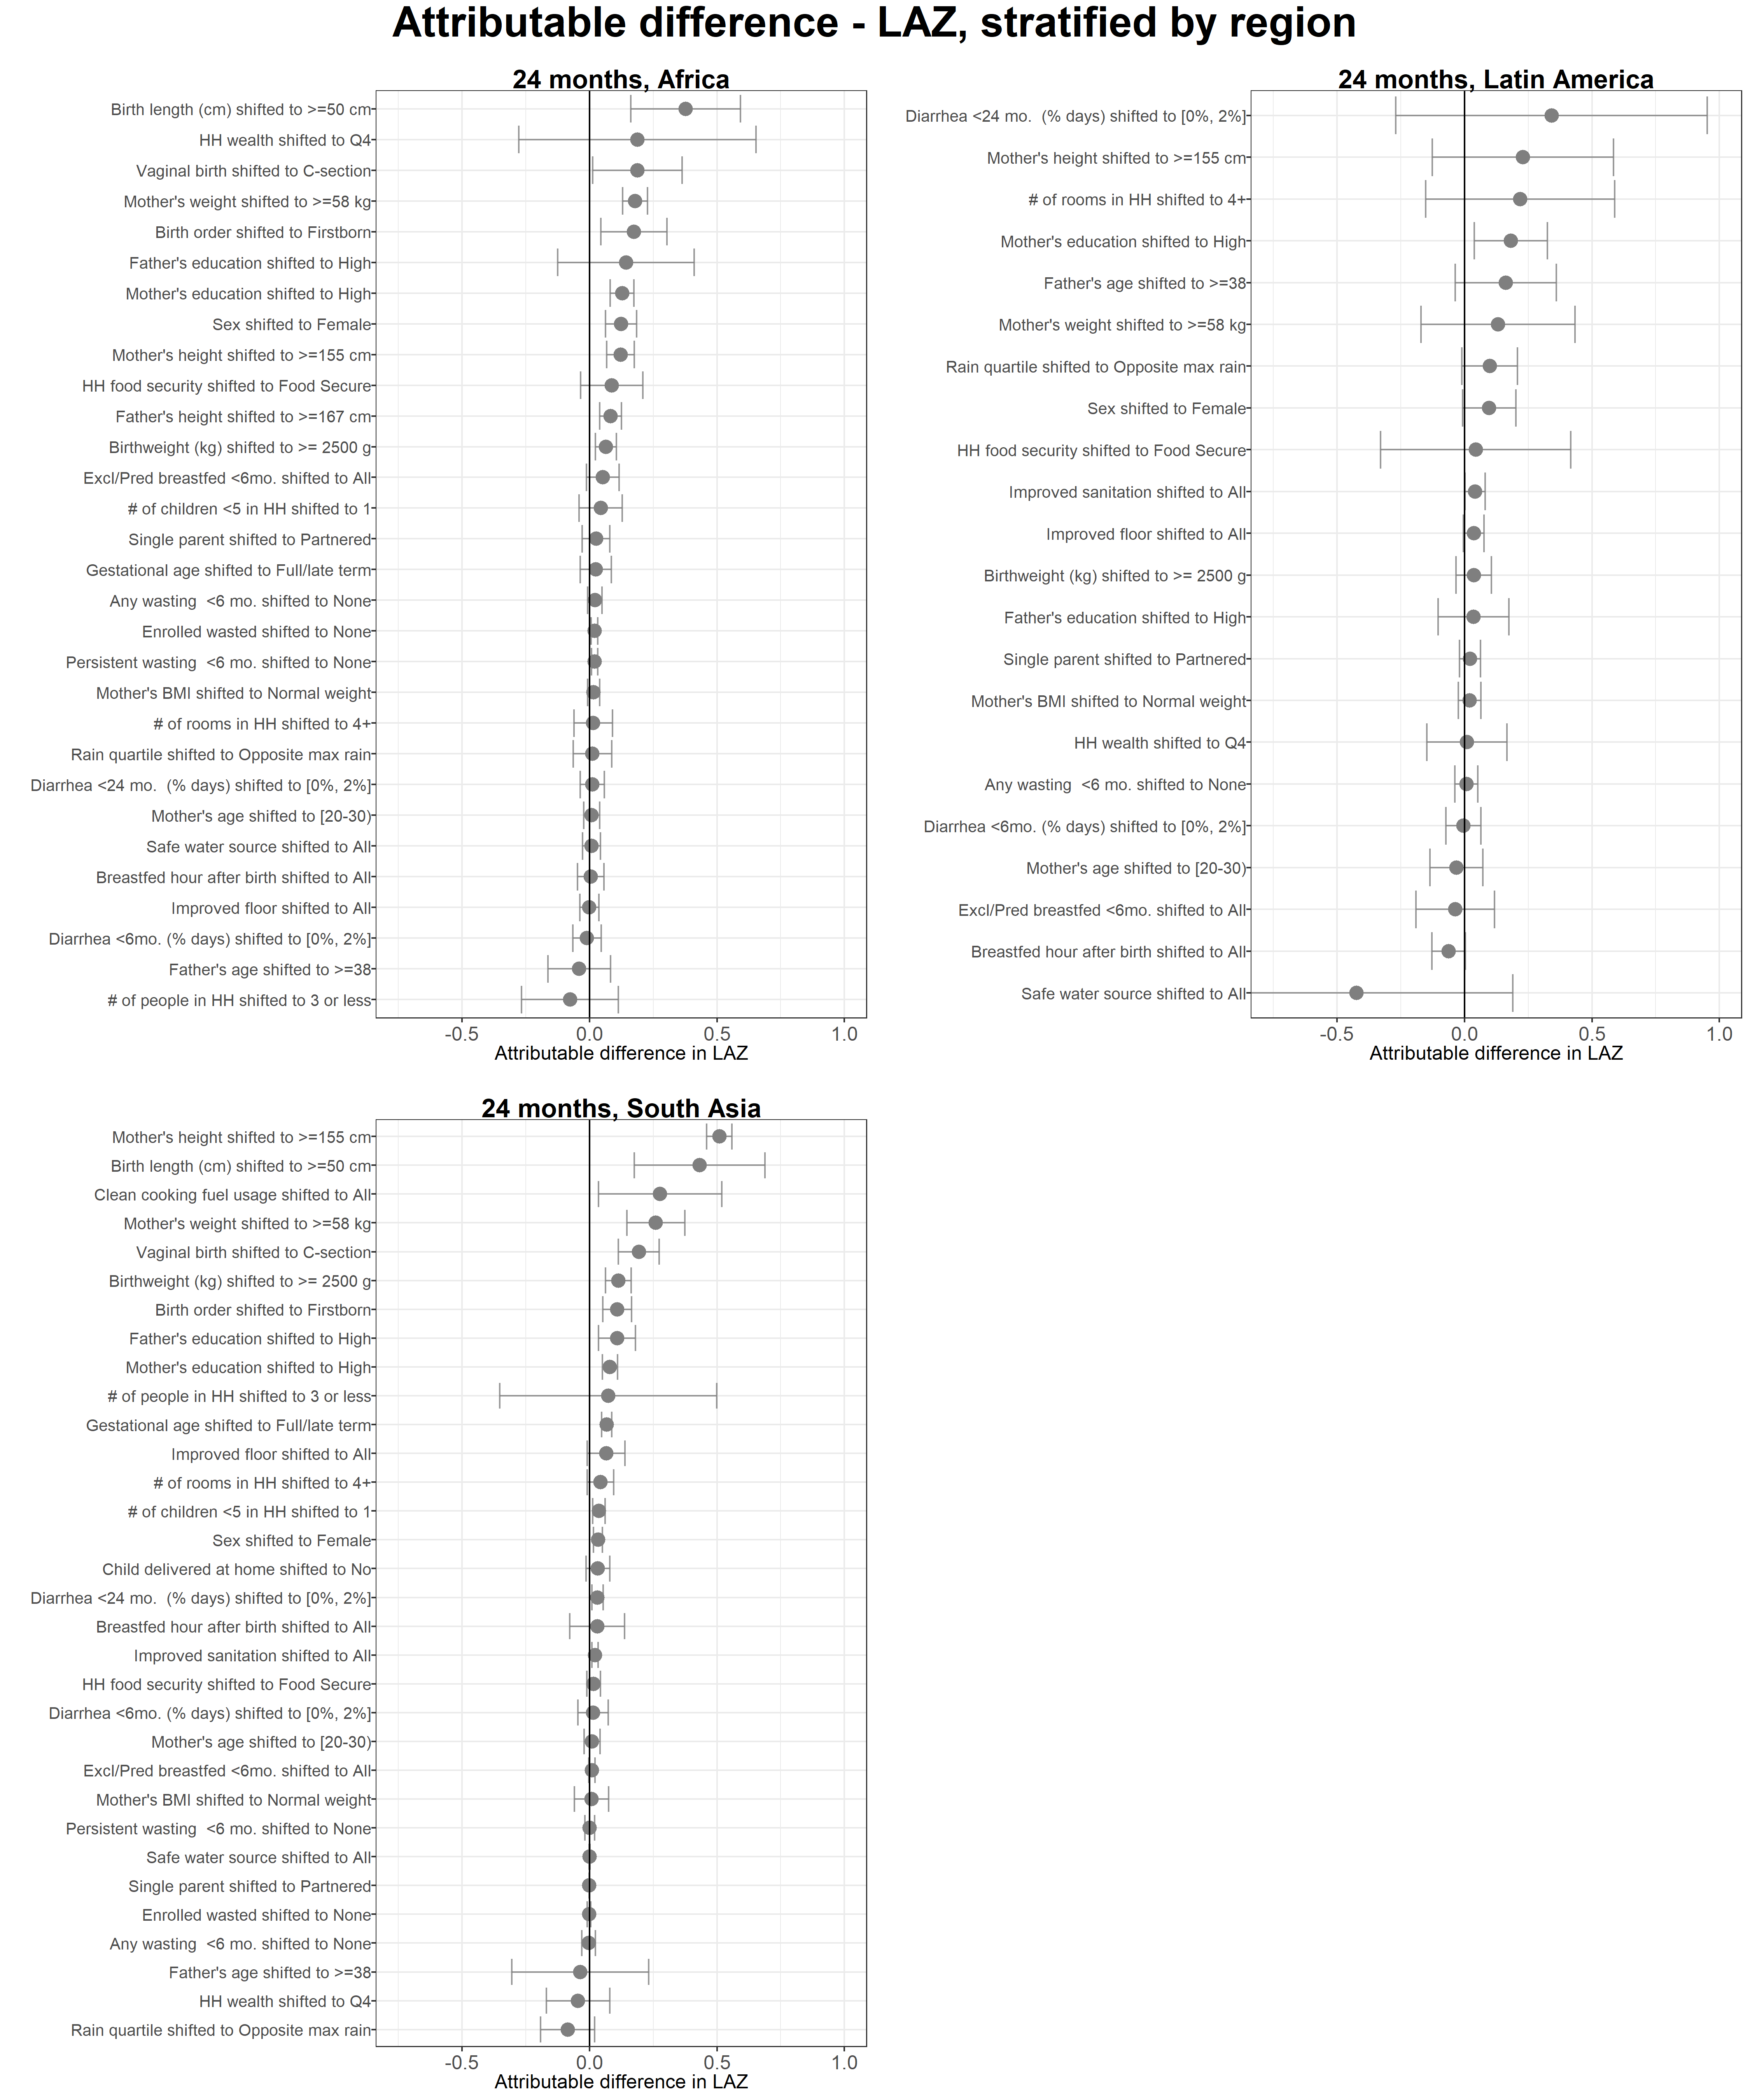 Attributable difference - LAZ, stratified by region
24 months, Africa
Birth length (cm) shifted to >=50 cm
HH wealth shifted to Q4
Vaginal birth shifted to C-section
Mother's weight shifted to >=58 kg
Birth order shifted to Firstborn
Father's education shifted to High
Mother's education shifted to High
Sex shifted to Female
Mother's height shifted to >=155 cm
HH food security shifted to Food Secure
Father's height shifted to >=167 cm
Birthweight (kg) shifted to >= 2500 g
Excl/Pred breastfed <6mo. shifted to All
# of children <5 in HH shifted to 1
Single parent shifted to Partnered
Gestational age shifted to Full/late term
Any wasting  <6 mo. shifted to None
Enrolled wasted shifted to None
Persistent wasting  <6 mo. shifted to None
Mother's BMI shifted to Normal weight
# of rooms in HH shifted to 4+
Rain quartile shifted to Opposite max rain
Diarrhea <24 mo.  (% days) shifted to [0%, 2%]
Mother's age shifted to [20-30)
Safe water source shifted to All
Breastfed hour after birth shifted to All
Improved floor shifted to All
Diarrhea <6mo. (% days) shifted to [0%, 2%]
Father's age shifted to >=38
# of people in HH shifted to 3 or less
-0.5 0.0 0.5 1.0
Attributable difference in LAZ
24 months, Latin America
Diarrhea <24 mo.  (% days) shifted to [0%, 2%]
Mother's height shifted to >=155 cm
# of rooms in HH shifted to 4+
Mother's education shifted to High
Father's age shifted to >=38
Mother's weight shifted to >=58 kg
Rain quartile shifted to Opposite max rain
Sex shifted to Female
HH food security shifted to Food Secure
Improved sanitation shifted to All
Improved floor shifted to All
Birthweight (kg) shifted to >= 2500 g
Father's education shifted to High
Single parent shifted to Partnered
Mother's BMI shifted to Normal weight
HH wealth shifted to Q4
Any wasting  <6 mo. shifted to None
Diarrhea <6mo. (% days) shifted to [0%, 2%]
Mother's age shifted to [20-30)
Excl/Pred breastfed <6mo. shifted to All
Breastfed hour after birth shifted to All
Safe water source shifted to All
-0.5 0.0 0.5 1.0
Attributable difference in LAZ
24 months, South Asia
Mother's height shifted to >=155 cm
Birth length (cm) shifted to >=50 cm
Clean cooking fuel usage shifted to All
Mother's weight shifted to >=58 kg
Vaginal birth shifted to C-section
Birthweight (kg) shifted to >= 2500 g
Birth order shifted to Firstborn
Father's education shifted to High
Mother's education shifted to High
# of people in HH shifted to 3 or less
Gestational age shifted to Full/late term
Improved floor shifted to All
# of rooms in HH shifted to 4+
# of children <5 in HH shifted to 1
Sex shifted to Female
Child delivered at home shifted to No
Diarrhea <24 mo.  (% days) shifted to [0%, 2%]
Breastfed hour after birth shifted to All
Improved sanitation shifted to All
HH food security shifted to Food Secure
Diarrhea <6mo. (% days) shifted to [0%, 2%]
Mother's age shifted to [20-30)
Excl/Pred breastfed <6mo. shifted to All
Mother's BMI shifted to Normal weight
Persistent wasting  <6 mo. shifted to None
Safe water source shifted to All
Single parent shifted to Partnered
Enrolled wasted shifted to None
Any wasting  <6 mo. shifted to None
Father's age shifted to >=38
HH wealth shifted to Q4
Rain quartile shifted to Opposite max rain
-0.5 0.0 0.5 1.0
Attributable difference in LAZ